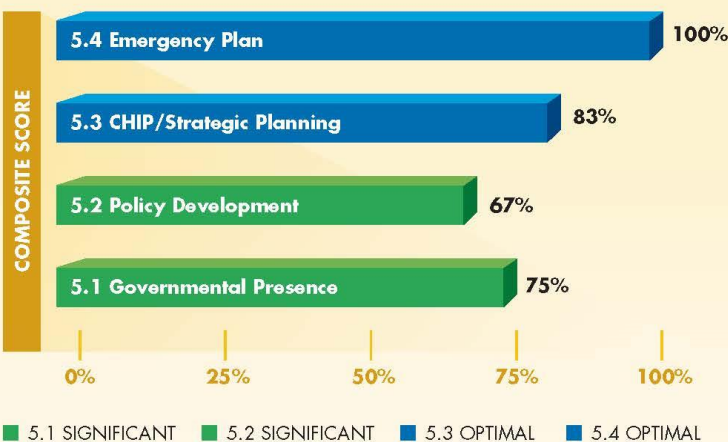 COMPOSITE SCORE
5.4 Emergency Plan
100%
5.3 CHIP/Strategic Planning
83%
5.2 Policy Development
67%
5.1 Governmental Presence
75%
0% 25% 50% 75% 100%
5.1 SIGNIFICANT 5.2 SIGNIFICANT 5.3 OPTIMAL 5.4 OPTIMAL